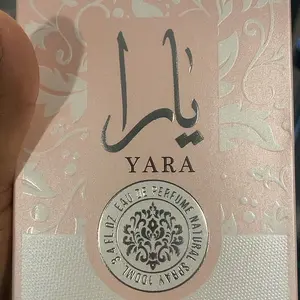 يارا
YARA
EAU DE PERFUME NATURAL SPRAY 100ML 3.4 FL.OZ